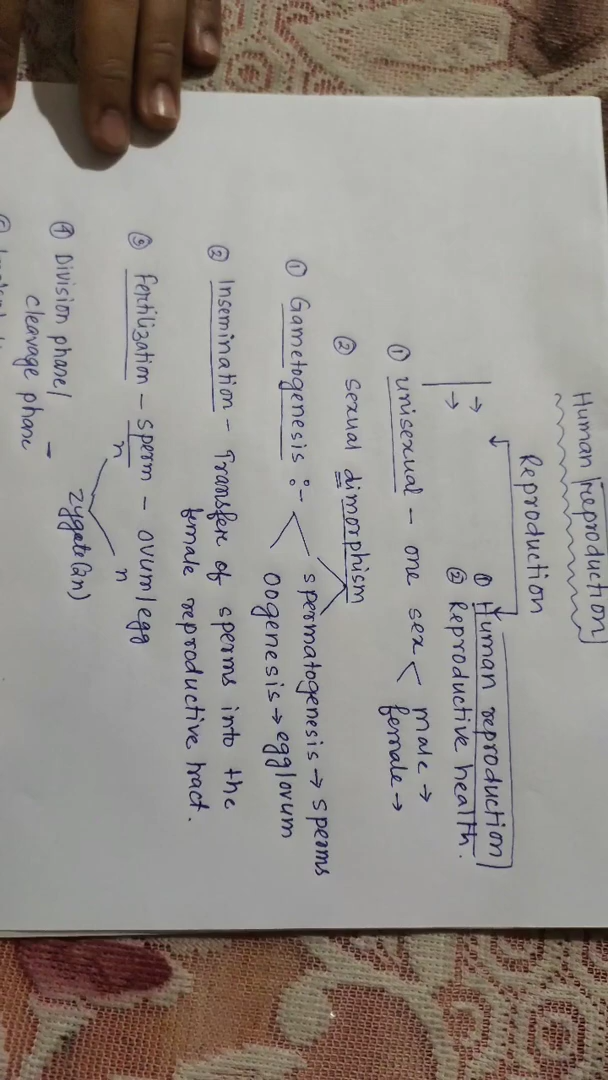 Human reproduction
Reproduction
① Human reproduction
② Reproductive health.
① unisexual - one sex < male →
female →
② sexual dimorphism
① Gametogenesis :- < spermatogenesis → sperms
oogenesis → egg/ovum
② Insemination - Transfer of sperms into the
female reproductive tract.
③ Fertilization - sperm - ovum/egg
n n
zygote (2n)
④ Division phase/
cleavage phase -